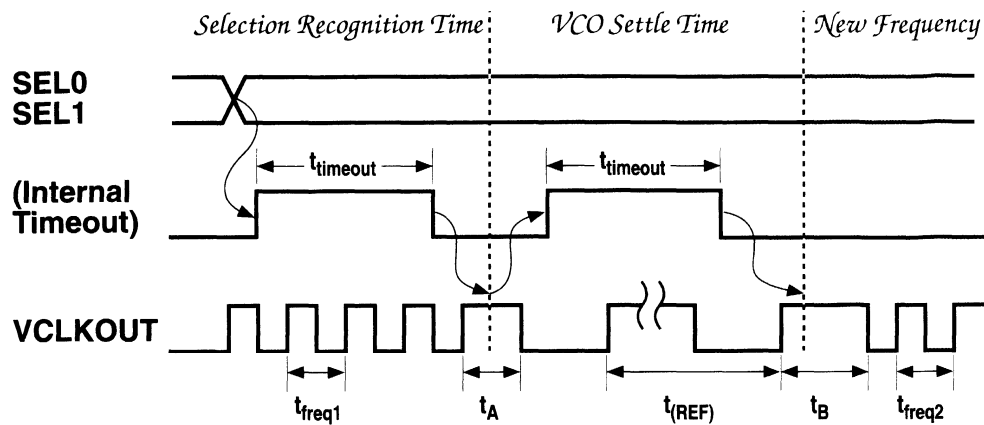 Selection Recognition Time
VCO Settle Time
New Frequency
SEL0
SEL1
t_timeout
t_timeout
(Internal
Timeout)
VCLKOUT
t_freq1
t_A
t_(REF)
t_B
t_freq2